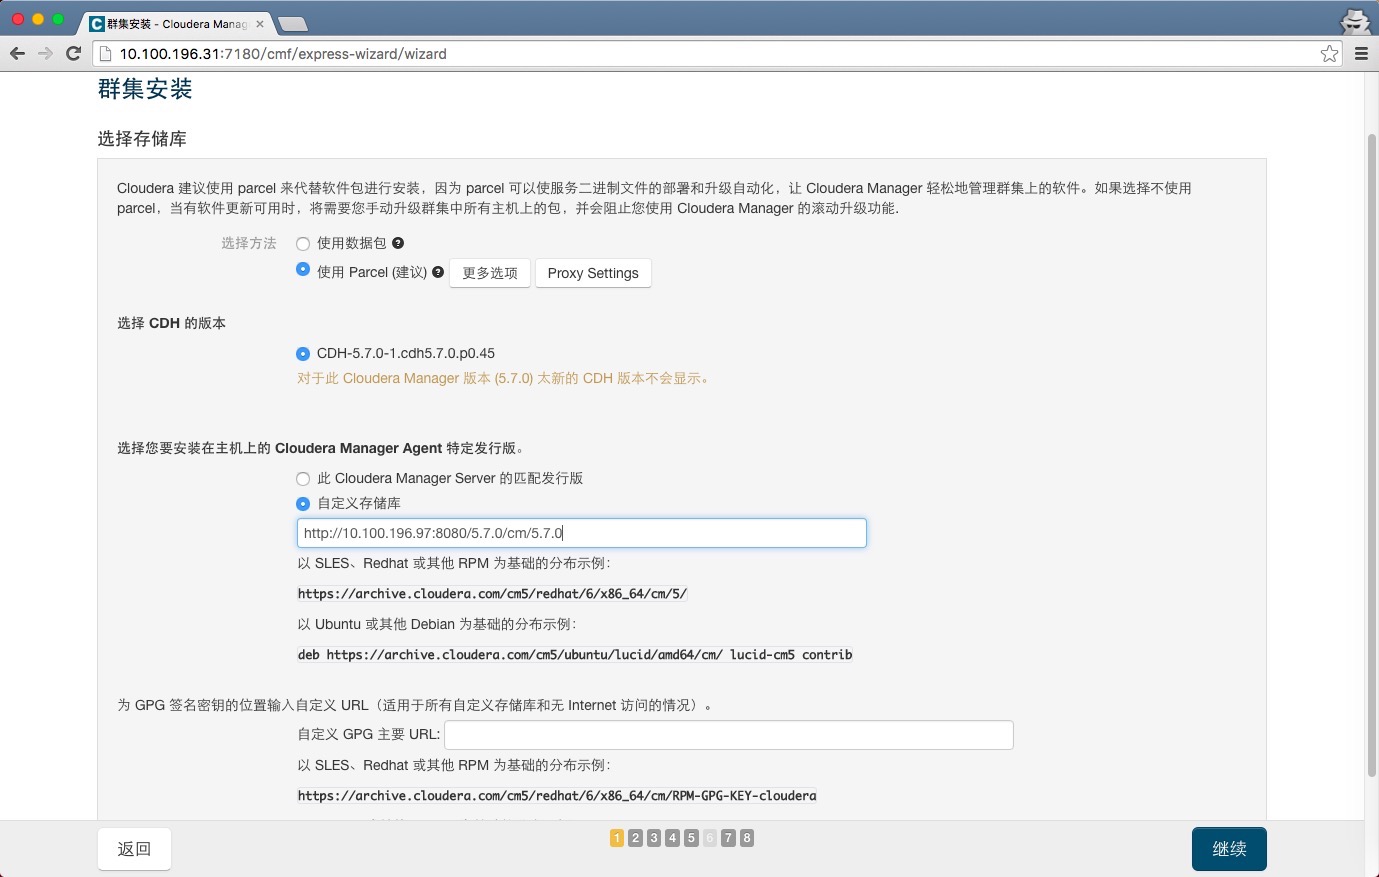 群集安装 - Cloudera Manag
10.100.196.31:7180/cmf/express-wizard/wizard
群集安装
选择存储库
Cloudera 建议使用 parcel 来代替软件包进行安装，因为 parcel 可以使服务二进制文件的部署和升级自动化，让 Cloudera Manager 轻松地管理群集上的软件。如果选择不使用
parcel，当有软件更新可用时，将需要您手动升级群集中所有主机上的包，并会阻止您使用 Cloudera Manager 的滚动升级功能.
选择方法 使用数据包
使用 Parcel (建议) 更多选项 Proxy Settings
选择 CDH 的版本
CDH-5.7.0-1.cdh5.7.0.p0.45
对于此 Cloudera Manager 版本 (5.7.0) 太新的 CDH 版本不会显示。
选择您要安装在主机上的 Cloudera Manager Agent 特定发行版。
此 Cloudera Manager Server 的匹配发行版
自定义存储库
http://10.100.196.97:8080/5.7.0/cm/5.7.0
以 SLES、Redhat 或其他 RPM 为基础的分布示例：
https://archive.cloudera.com/cm5/redhat/6/x86_64/cm/5/
以 Ubuntu 或其他 Debian 为基础的分布示例：
deb https://archive.cloudera.com/cm5/ubuntu/lucid/amd64/cm/ lucid-cm5 contrib
为 GPG 签名密钥的位置输入自定义 URL（适用于所有自定义存储库和无 Internet 访问的情况）。
自定义 GPG 主要 URL:
以 SLES、Redhat 或其他 RPM 为基础的分布示例：
https://archive.cloudera.com/cm5/redhat/6/x86_64/cm/RPM-GPG-KEY-cloudera
返回 1 2 3 4 5 6 7 8 继续